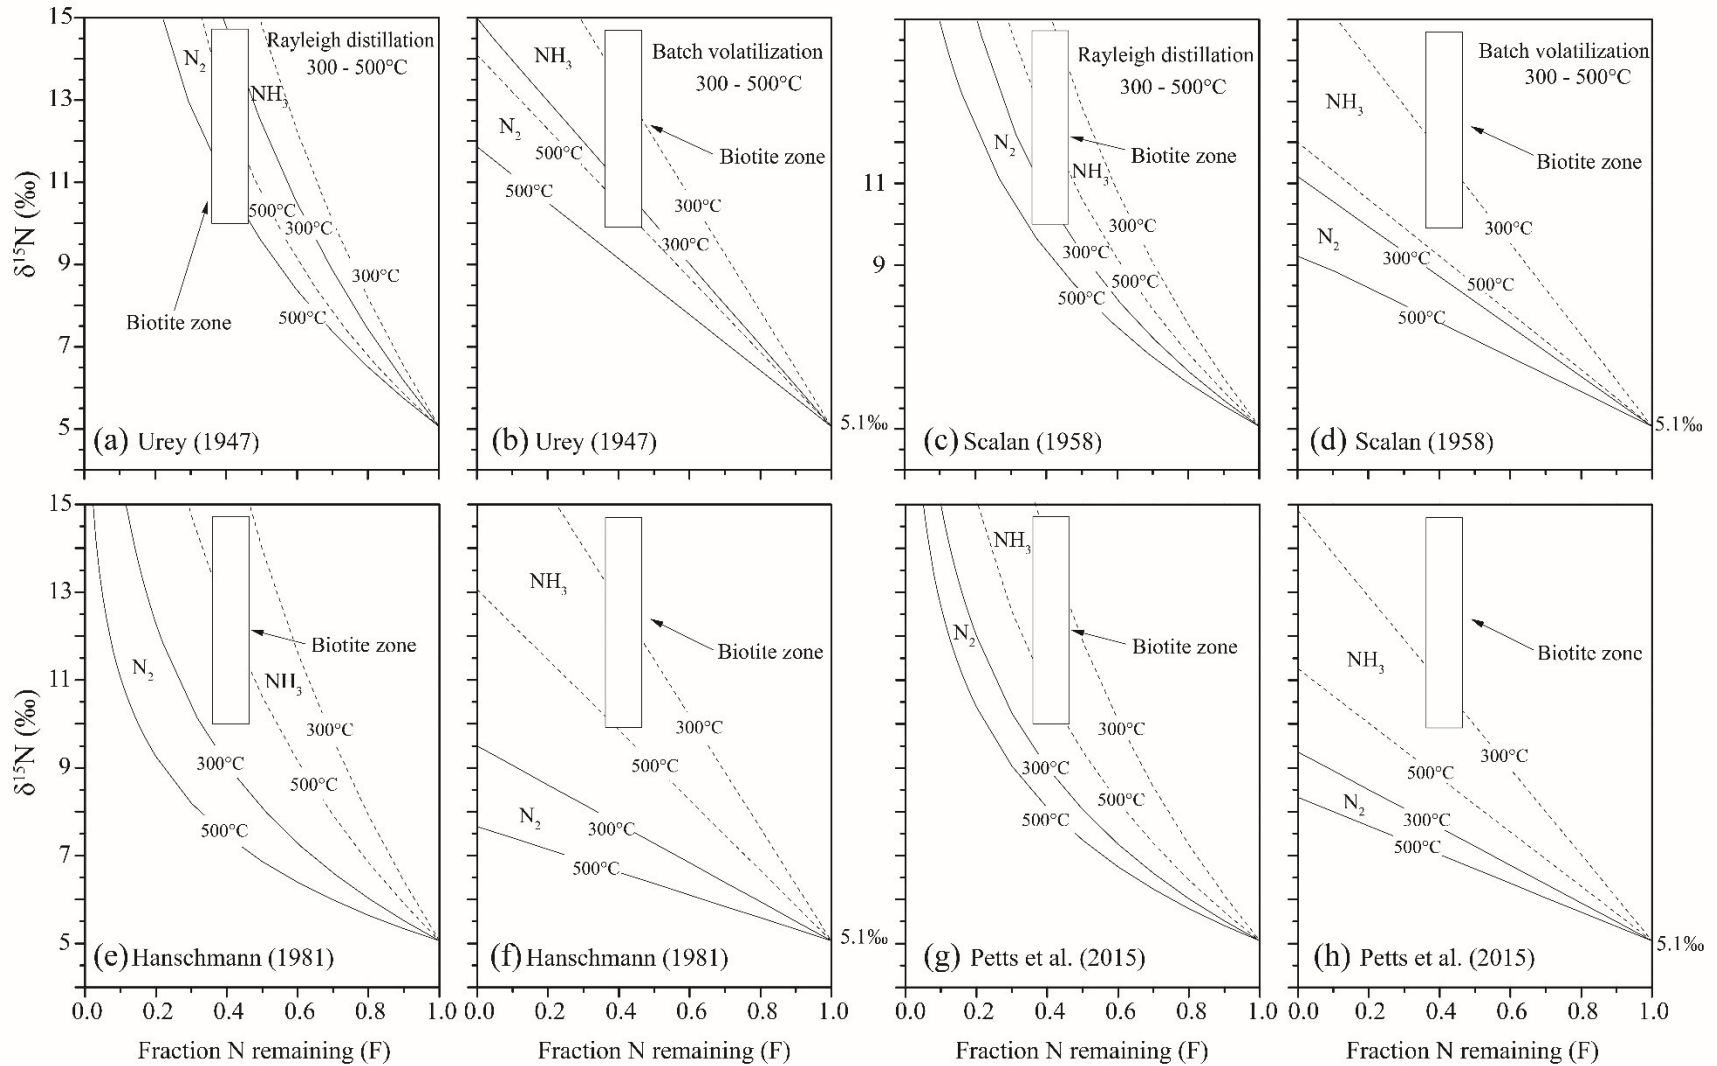 15
13
11
9
7
5
δ¹⁵N (‰)
N₂
NH₃
Rayleigh distillation
300 - 500°C
500°C
300°C
300°C
500°C
Biotite zone
(a) Urey (1947)
NH₃
N₂
Batch volatilization
300 - 500°C
500°C
500°C
300°C
300°C
Biotite zone
5.1‰
(b) Urey (1947)
11
9
N₂
NH₃
Rayleigh distillation
300 - 500°C
Biotite zone
300°C
300°C
500°C
500°C
(c) Scalan (1958)
NH₃
N₂
Batch volatilization
300 - 500°C
Biotite zone
300°C
300°C
500°C
500°C
5.1‰
(d) Scalan (1958)
15
13
11
9
7
5
δ¹⁵N (‰)
N₂
NH₃
Biotite zone
300°C
300°C
500°C
500°C
(e) Hanschmann (1981)
0.0 0.2 0.4 0.6 0.8 1.0
Fraction N remaining (F)
NH₃
N₂
Biotite zone
300°C
500°C
300°C
500°C
5.1‰
(f) Hanschmann (1981)
0.0 0.2 0.4 0.6 0.8 1.0
Fraction N remaining (F)
NH₃
N₂
Biotite zone
300°C
300°C
500°C
500°C
(g) Petts et al. (2015)
0.0 0.2 0.4 0.6 0.8 1.0
Fraction N remaining (F)
NH₃
N₂
Biotitc zonc
300°C
500°C
300°C
500°C
5.1‰
(h) Petts et al. (2015)
0.0 0.2 0.4 0.6 0.8 1.0
Fraction N remaining (F)